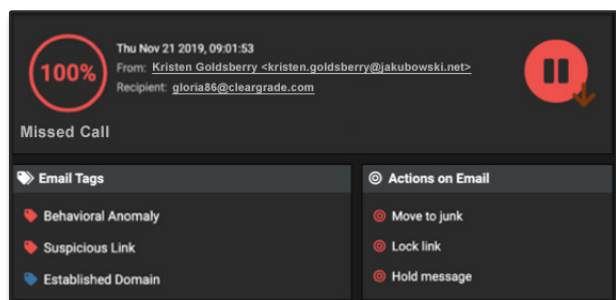 100%
Thu Nov 21 2019, 09:01:53
From: Kristen Goldsberry <kristen.goldsberry@jakubowski.net>
Recipient: gloria86@cleargrade.com
Missed Call
Email Tags
Behavioral Anomaly
Suspicious Link
Established Domain
Actions on Email
Move to junk
Lock link
Hold message